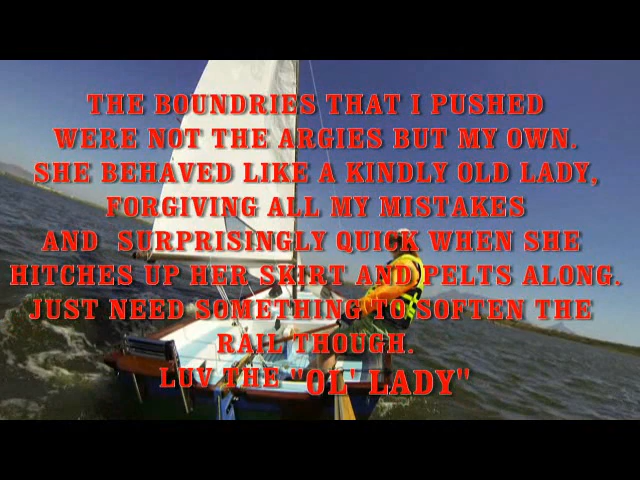 THE BOUNDRIES THAT I PUSHED
WERE NOT THE ARGIES BUT MY OWN.
SHE BEHAVED LIKE A KINDLY OLD LADY,
FORGIVING ALL MY MISTAKES
AND SURPRISINGLY QUICK WHEN SHE
HITCHES UP HER SKIRT AND PELTS ALONG.
JUST NEED SOMETHING TO SOFTEN THE
RAIL THOUGH.
LUV THE "OL' LADY"